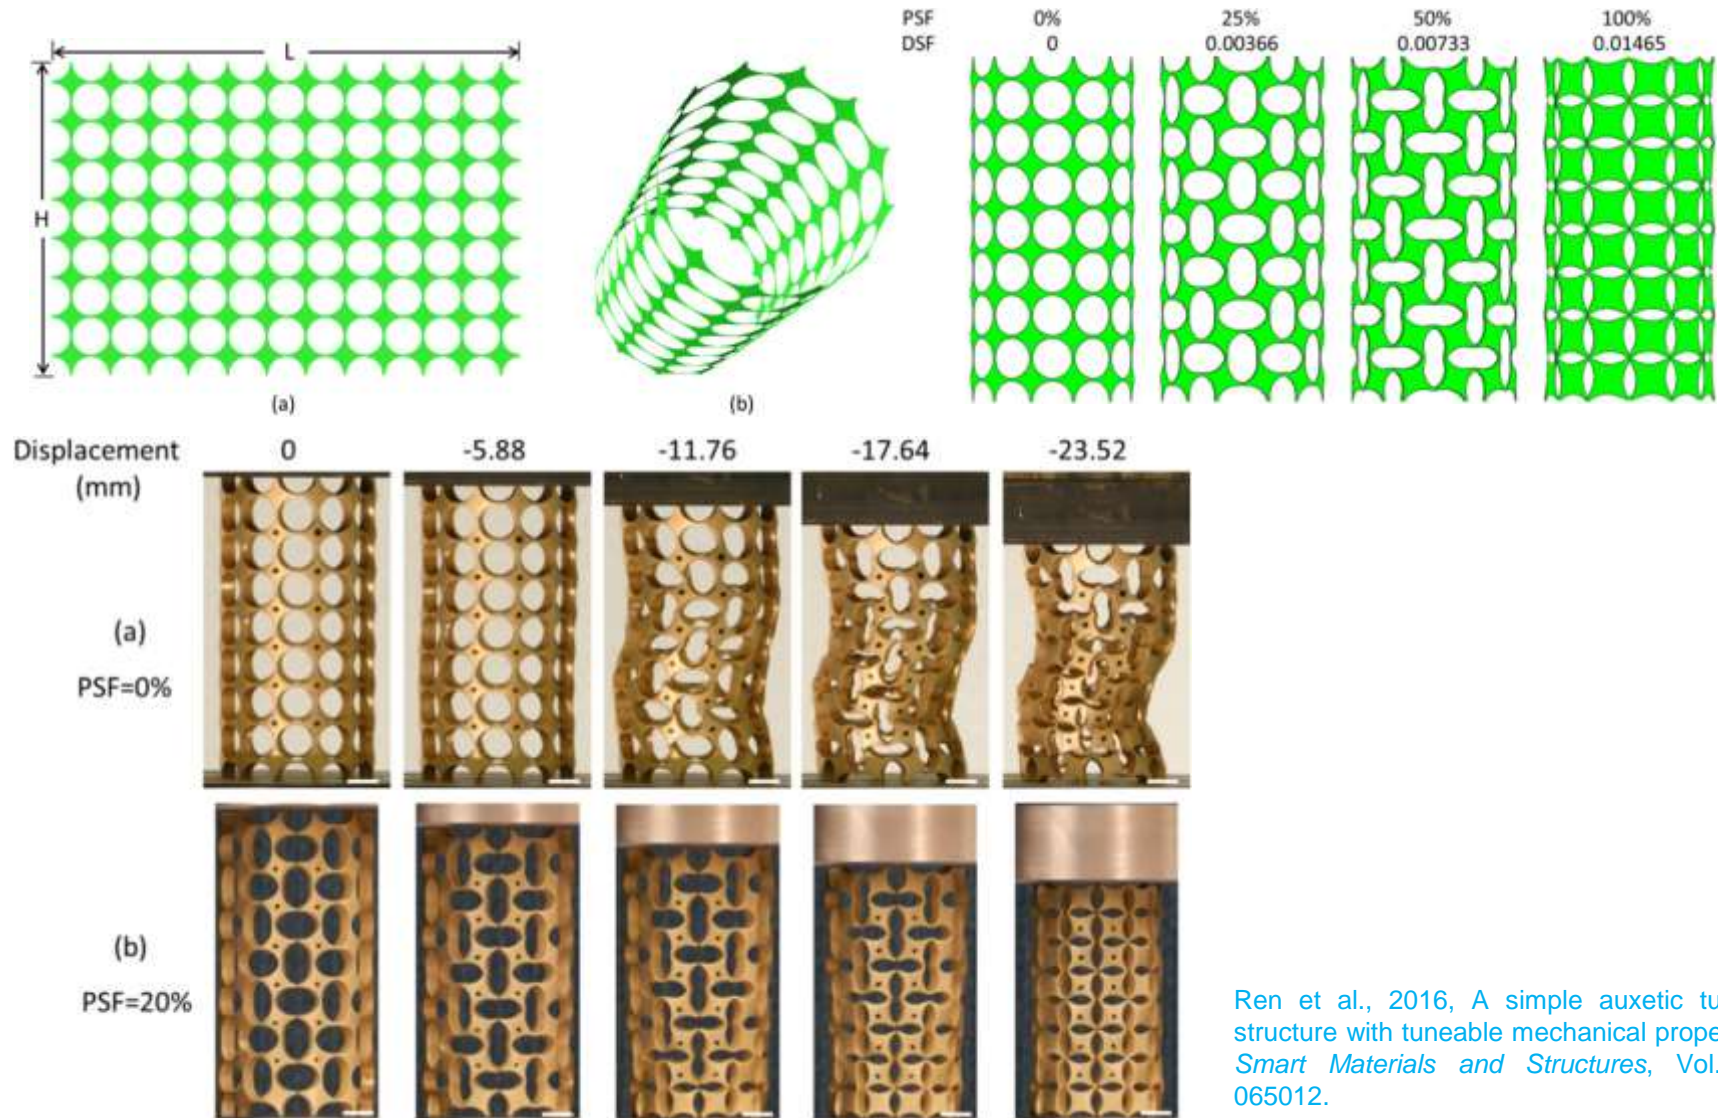 PSF 0% 25% 50% 100%
DSF 0 0.00366 0.00733 0.01465
L
H
(a)
(b)
Displacement 0 -5.88 -11.76 -17.64 -23.52
(mm)
(a)
PSF=0%
(b)
PSF=20%
Ren et al., 2016, A simple auxetic
structure with tuneable mechanical
Smart Materials and Structures, Vol.
065012.